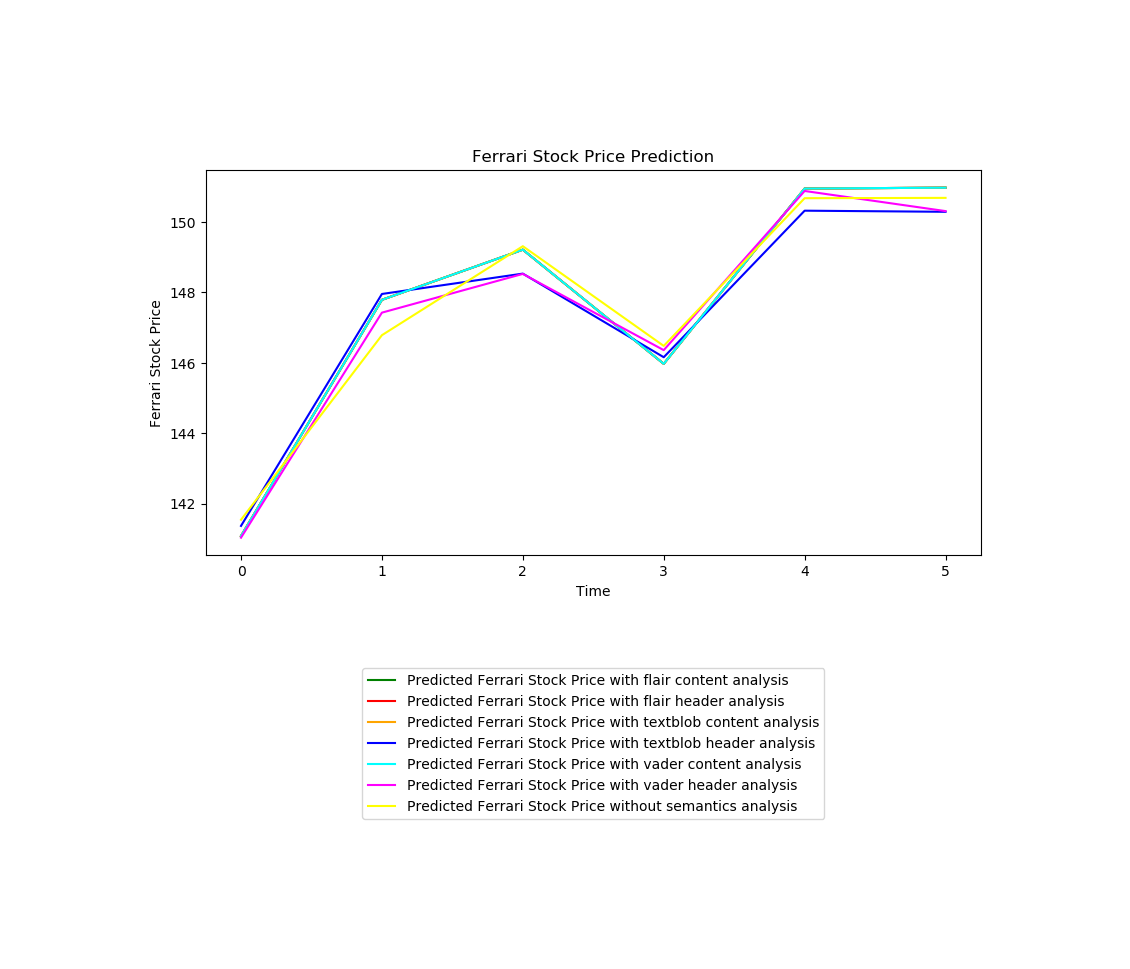 Ferrari Stock Price Prediction
150
148
146
144
142
Ferrari Stock Price
0 1 2 3 4 5
Time
Predicted Ferrari Stock Price with flair content analysis
Predicted Ferrari Stock Price with flair header analysis
Predicted Ferrari Stock Price with textblob content analysis
Predicted Ferrari Stock Price with textblob header analysis
Predicted Ferrari Stock Price with vader content analysis
Predicted Ferrari Stock Price with vader header analysis
Predicted Ferrari Stock Price without semantics analysis